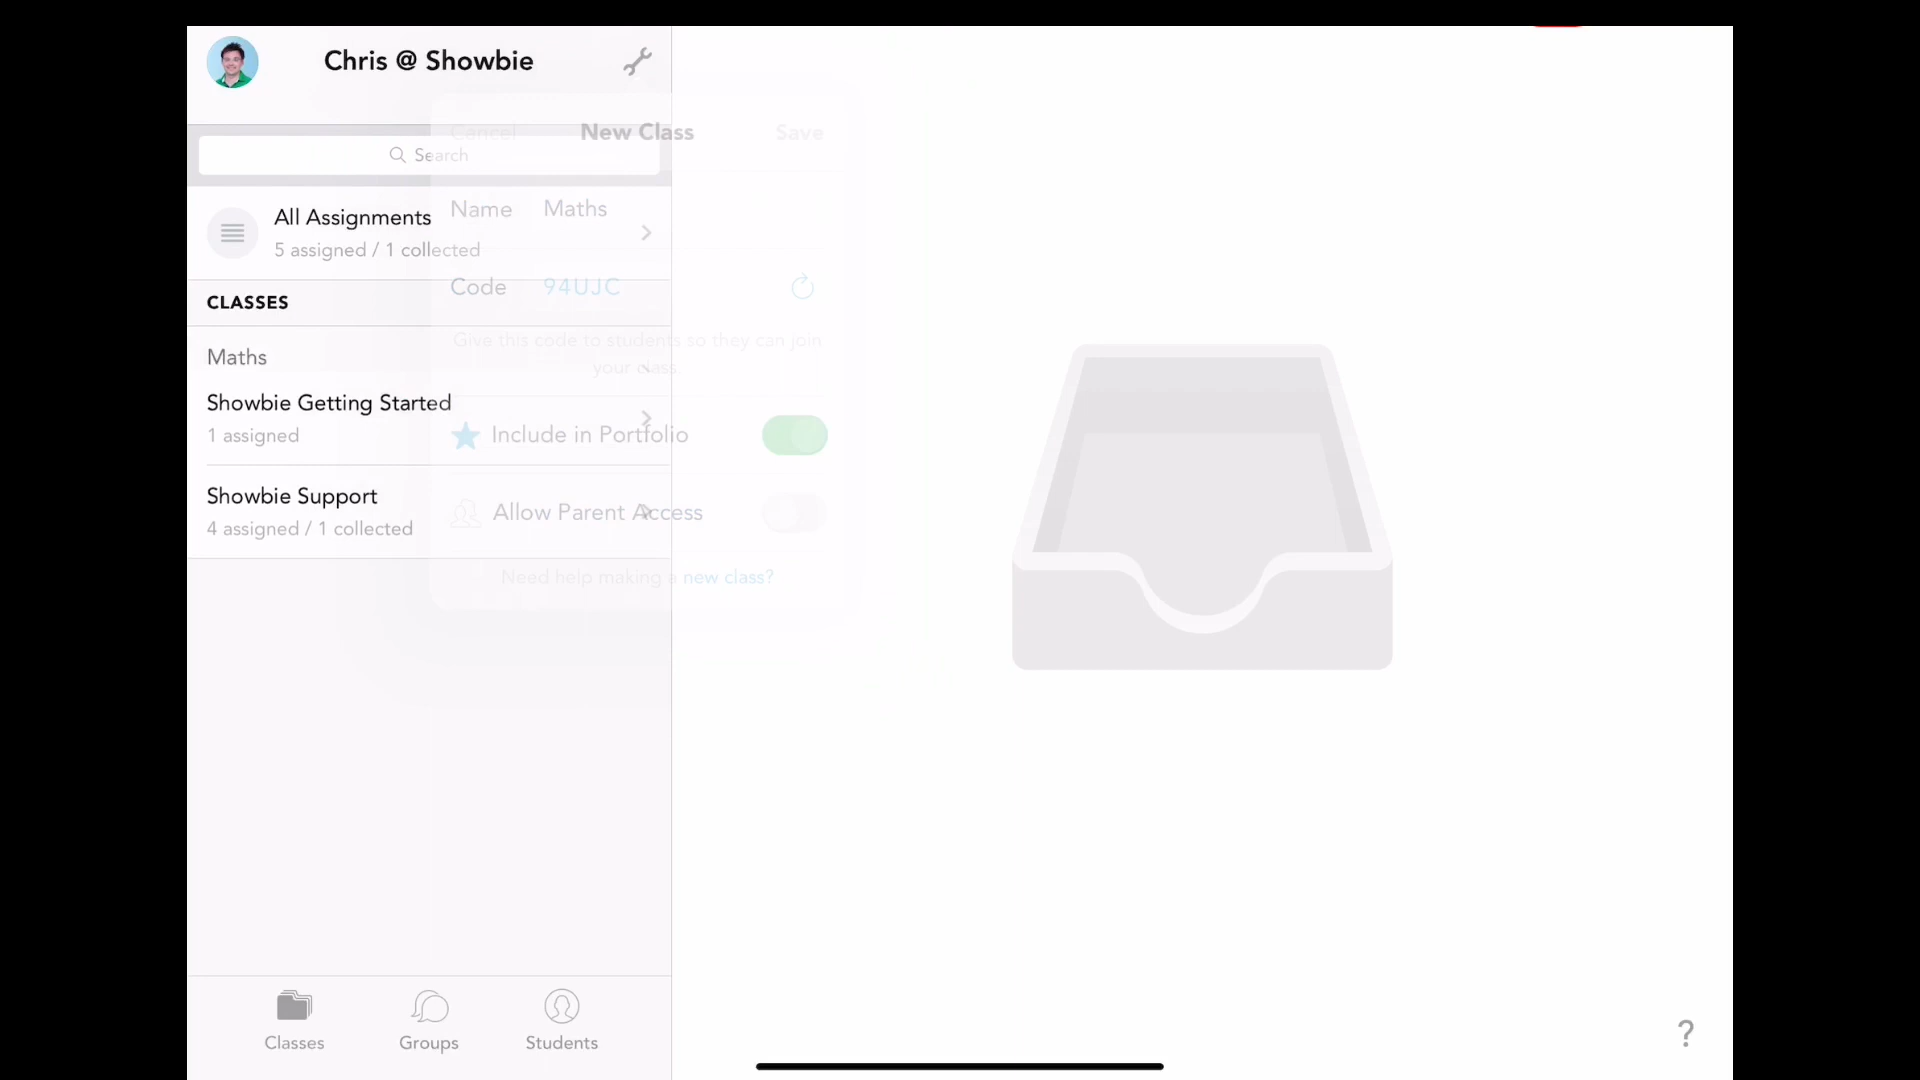 Chris @ Showbie
Cancel
New Class
Save
Search
All Assignments
5 assigned / 1 collected
Name
Maths
CLASSES
Code
94UJC
Give this code to students so they can join
your class
Maths
Showbie Getting Started
1 assigned
Include in Portfolio
Showbie Support
4 assigned / 1 collected
Allow Parent Access
Need help making a new class?
Classes
Groups
Students
?